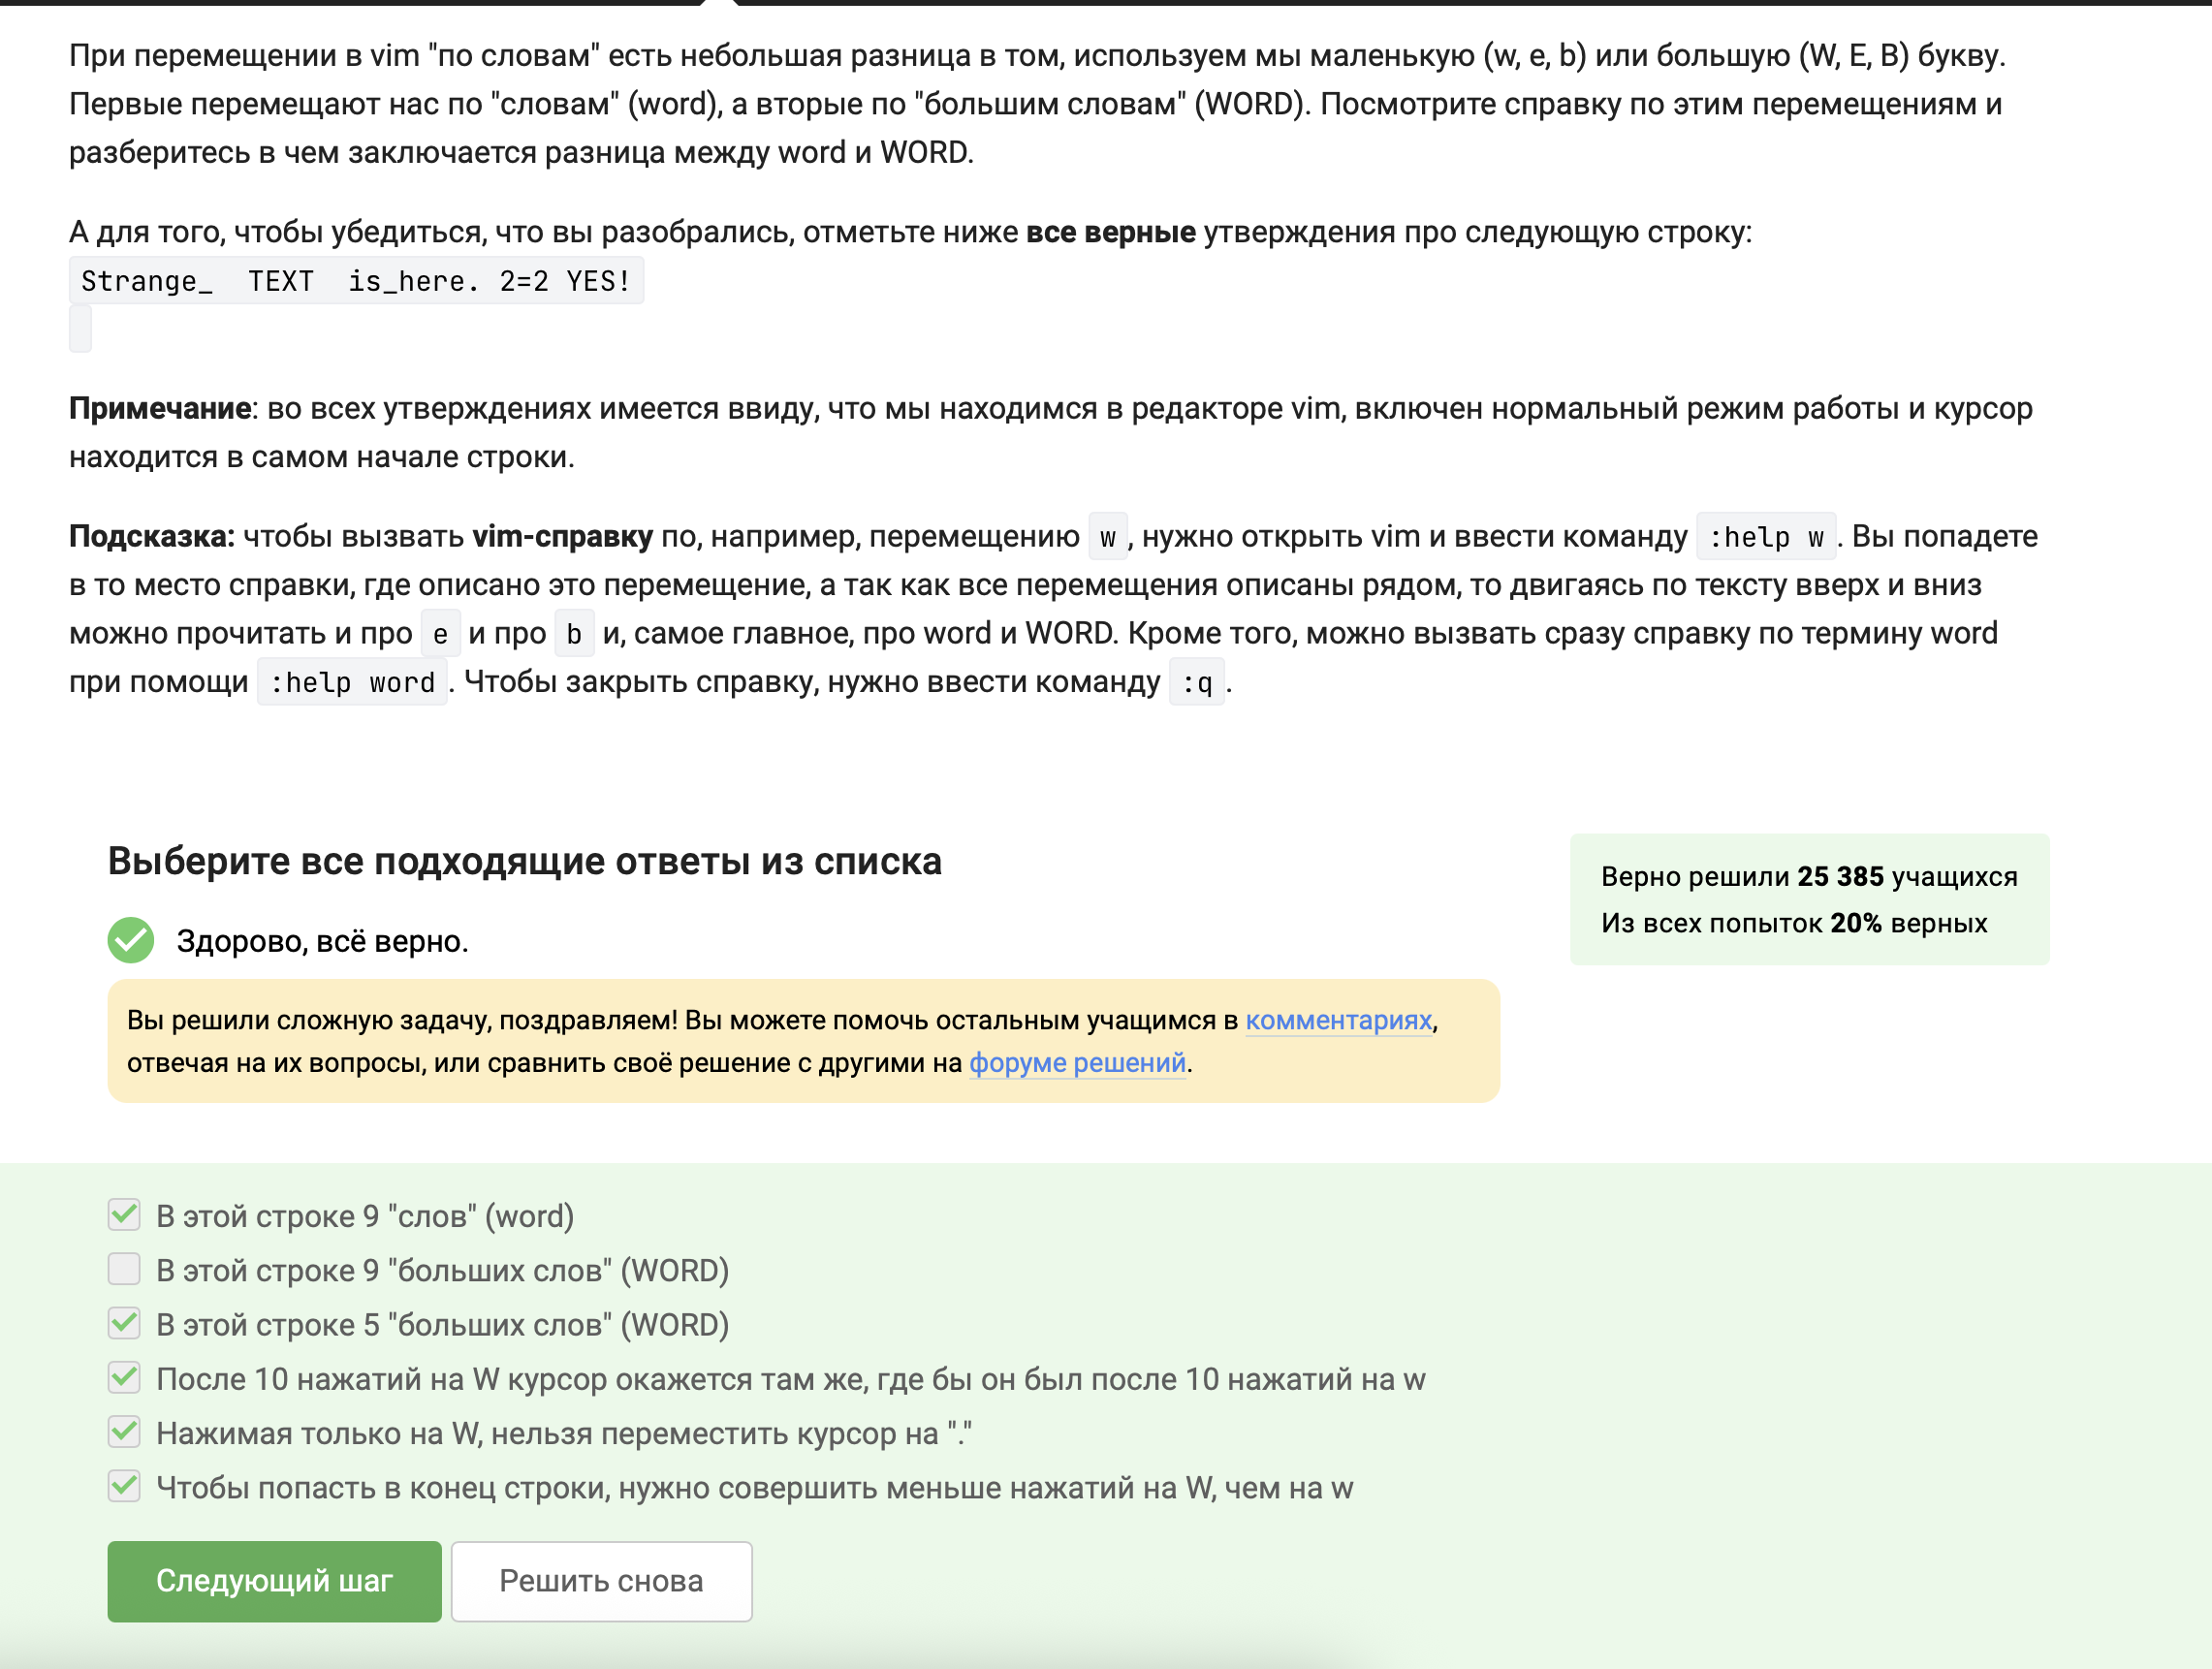 При перемещении в vim "по словам" есть небольшая разница в том, используем мы маленькую (w, e, b) или большую (W, E, B) букву.
Первые перемещают нас по "словам" (word), а вторые по "большим словам" (WORD). Посмотрите справку по этим перемещениям и
разберитесь в чем заключается разница между word и WORD.
А для того, чтобы убедиться, что вы разобрались, отметьте ниже все верные утверждения про следующую строку:
Strange_  TEXT  is_here. 2=2 YES!
Примечание: во всех утверждениях имеется ввиду, что мы находимся в редакторе vim, включен нормальный режим работы и курсор
находится в самом начале строки.
Подсказка: чтобы вызвать vim-справку по, например, перемещению w, нужно открыть vim и ввести команду :help w. Вы попадете
в то место справки, где описано это перемещение, а так как все перемещения описаны рядом, то двигаясь по тексту вверх и вниз
можно прочитать и про e и про b и, самое главное, про word и WORD. Кроме того, можно вызвать сразу справку по термину word
при помощи :help word. Чтобы закрыть справку, нужно ввести команду :q.
Выберите все подходящие ответы из списка
Верно решили 25 385 учащихся
Из всех попыток 20% верных
Здорово, всё верно.
Вы решили сложную задачу, поздравляем! Вы можете помочь остальным учащимся в комментариях,
отвечая на их вопросы, или сравнить своё решение с другими на форуме решений.
В этой строке 9 "слов" (word)
В этой строке 9 "больших слов" (WORD)
В этой строке 5 "больших слов" (WORD)
После 10 нажатий на W курсор окажется там же, где бы он был после 10 нажатий на w
Нажимая только на W, нельзя переместить курсор на "."
Чтобы попасть в конец строки, нужно совершить меньше нажатий на W, чем на w
Следующий шаг
Решить снова